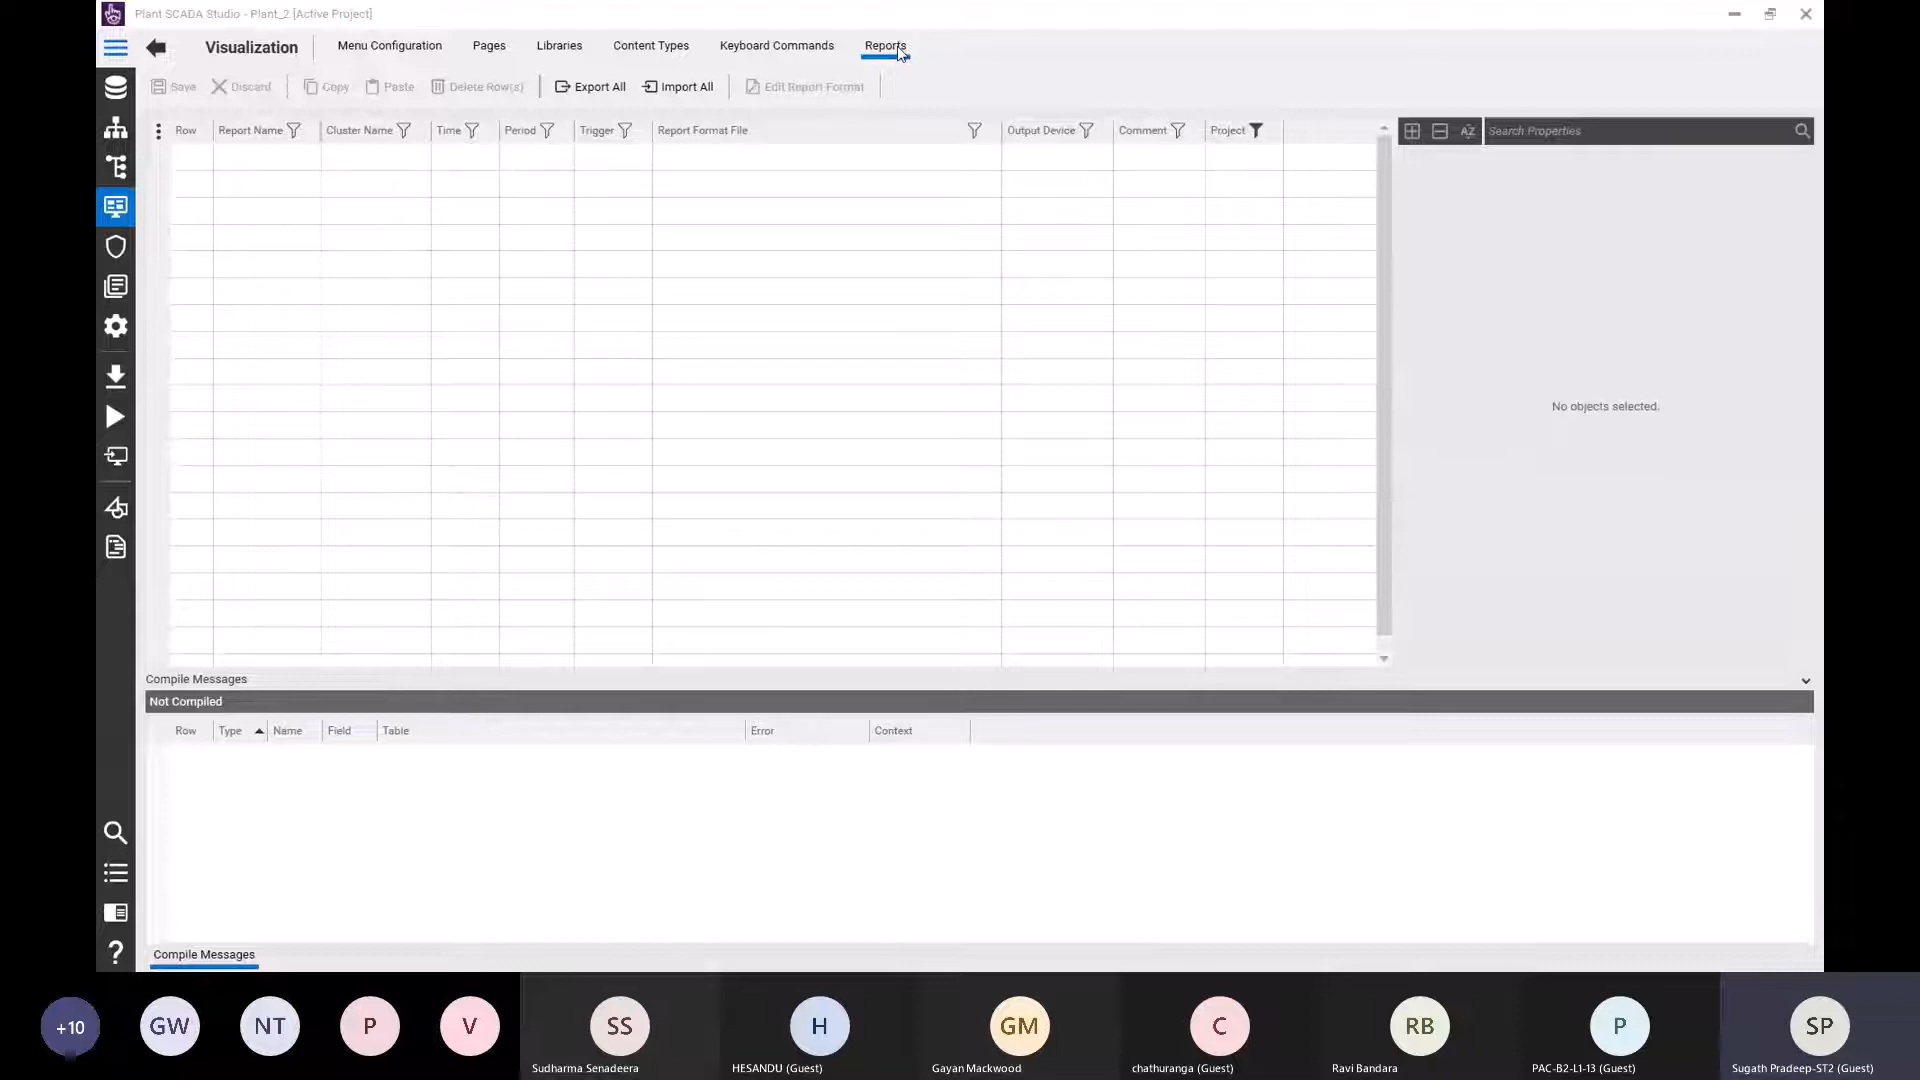 Plant SCADA Studio - Plant_2 [Active Project]
Visualization
Menu Configuration
Pages
Libraries
Content Types
Keyboard Commands
Reports
Save
Discard
Copy
Paste
Delete Row(s)
Export All
Import All
Edit Report Format
Row
Report Name
Cluster Name
Time
Period
Trigger
Report Format File
Output Device
Comment
Project
Search Properties
No objects selected.
Compile Messages
Not Compiled
Row
Type
Name
Field
Table
Error
Context
Compile Messages
+10
GW
NT
P
V
SS
H
GM
C
RB
P
SP
Sudharma Senadeera
HESANDU (Guest)
Gayan Mackwood
chathuranga (Guest)
Ravi Bandara
PAC-B2-L1-13 (Guest)
Sugath Pradeep-ST2 (Guest)